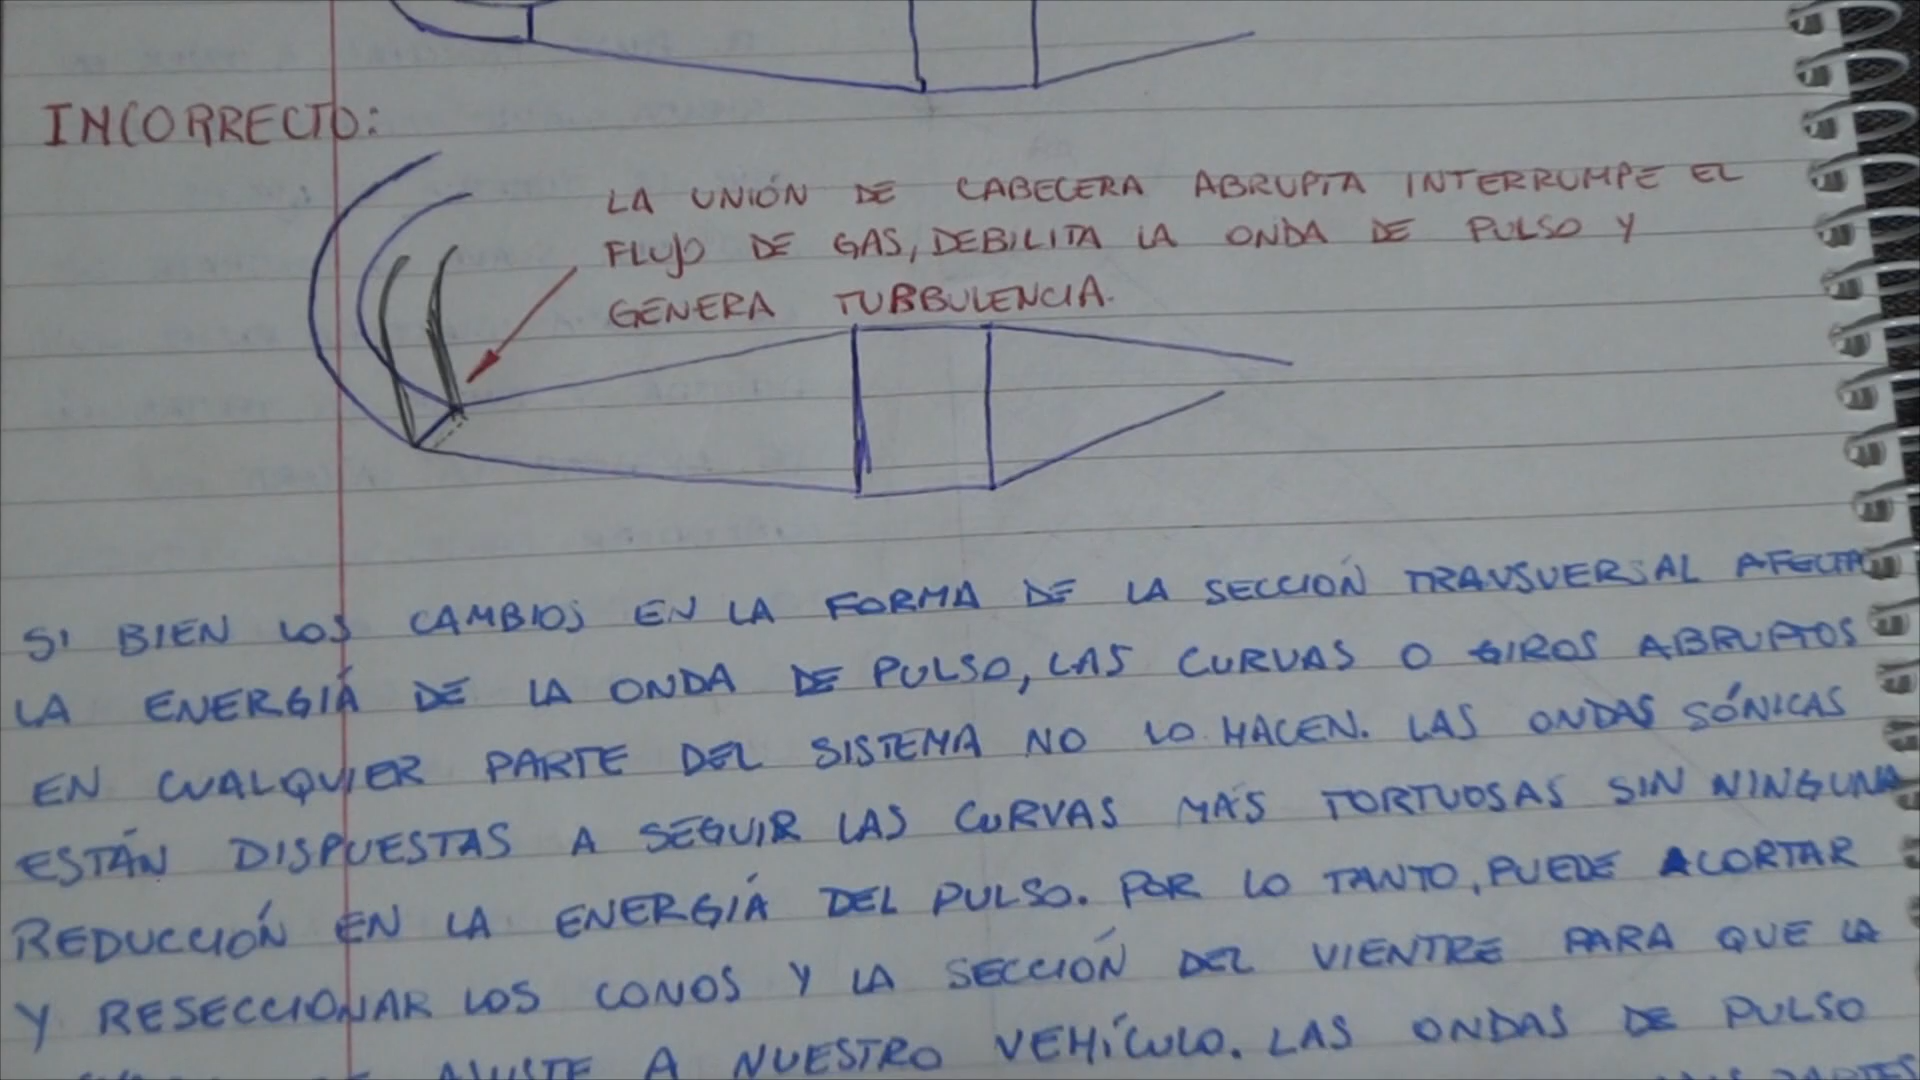 INCORRECTO:
LA UNIÓN DE CABECERA ABRUPTA INTERRUMPE EL
FLUJO DE GAS, DEBILITA LA ONDA DE PULSO Y
GENERA TURBULENCIA.
SI BIEN LOS CAMBIOS EN LA FORMA DE LA SECCIÓN TRANSVERSAL AFECTA
LA ENERGIÁ DE LA ONDA DE PULSO, LAS CURVAS O GIROS ABRUPTOS
EN CUALQUIER PARTE DEL SISTEMA NO LO HACEN. LAS ONDAS SÓNICAS
ESTÁN DISPUESTAS A SEGUIR LAS CURVAS MÁS TORTUOSAS SIN NINGUNA
REDUCCIÓN EN LA ENERGIÁ DEL PULSO. POR LO TANTO, PUEDE ACORTAR
Y RESECCIONAR LOS CONOS Y LA SECCIÓN DEL VIENTRE PARA QUE LA
AJUSTE A NUESTRO VEHÍCULO. LAS ONDAS DE PULSO